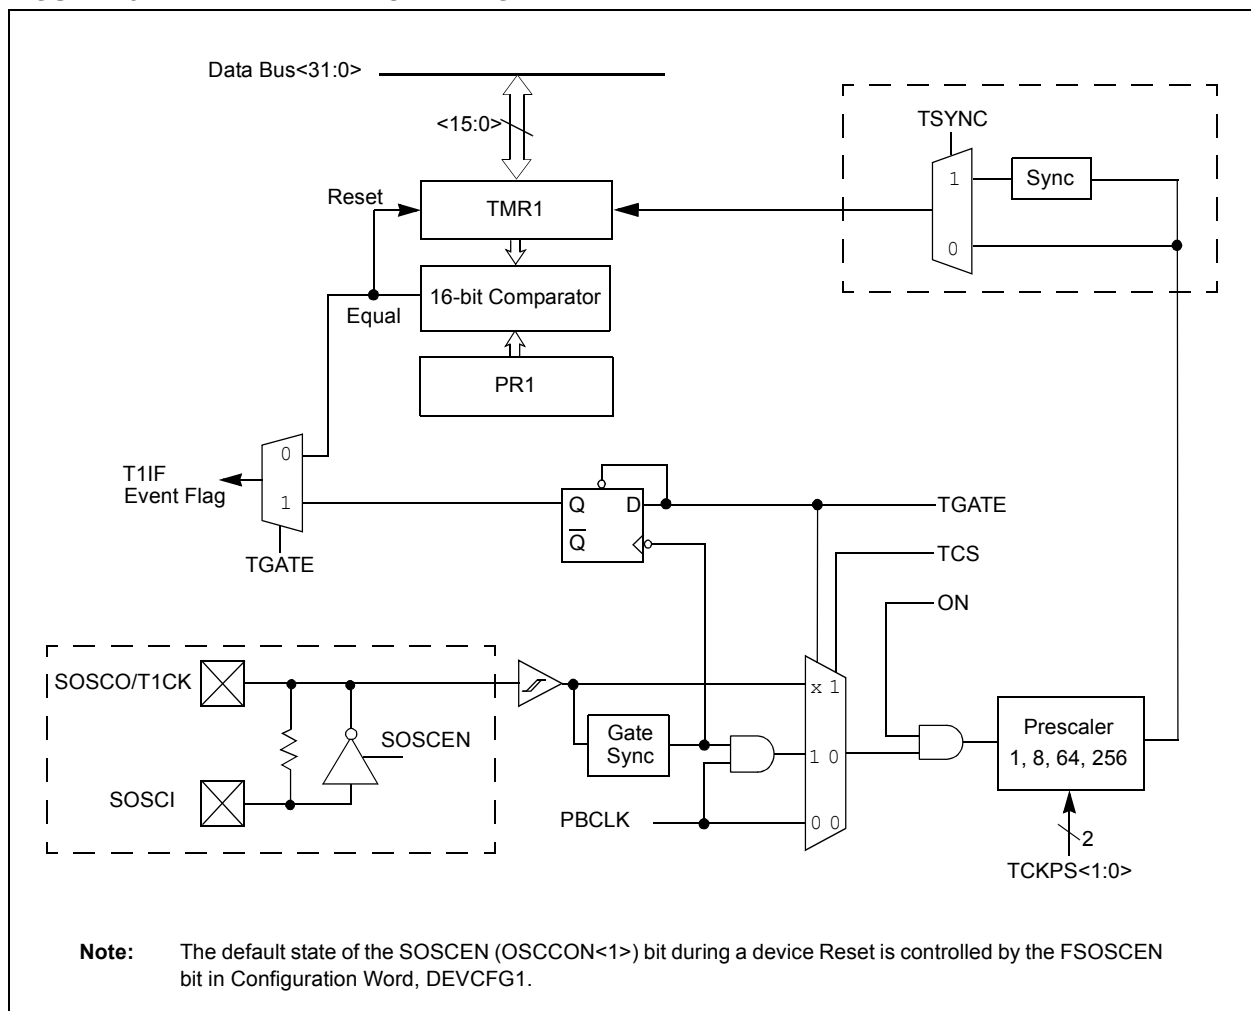 Data Bus<31:0>
<15:0>
TSYNC
1
Sync
0
Reset
TMR1
16-bit Comparator
Equal
PR1
0
T1IF
Event Flag
1
TGATE
Q
D
Q
TGATE
TCS
ON
SOSCO/T1CK
SOSCEN
SOSCI
Gate
Sync
PBCLK
x 1
1 0
0 0
Prescaler
1, 8, 64, 256
2
TCKPS<1:0>
Note: The default state of the SOSCEN (OSCCON<1>) bit during a device Reset is controlled by the FSOSCEN
bit in Configuration Word, DEVCFG1.